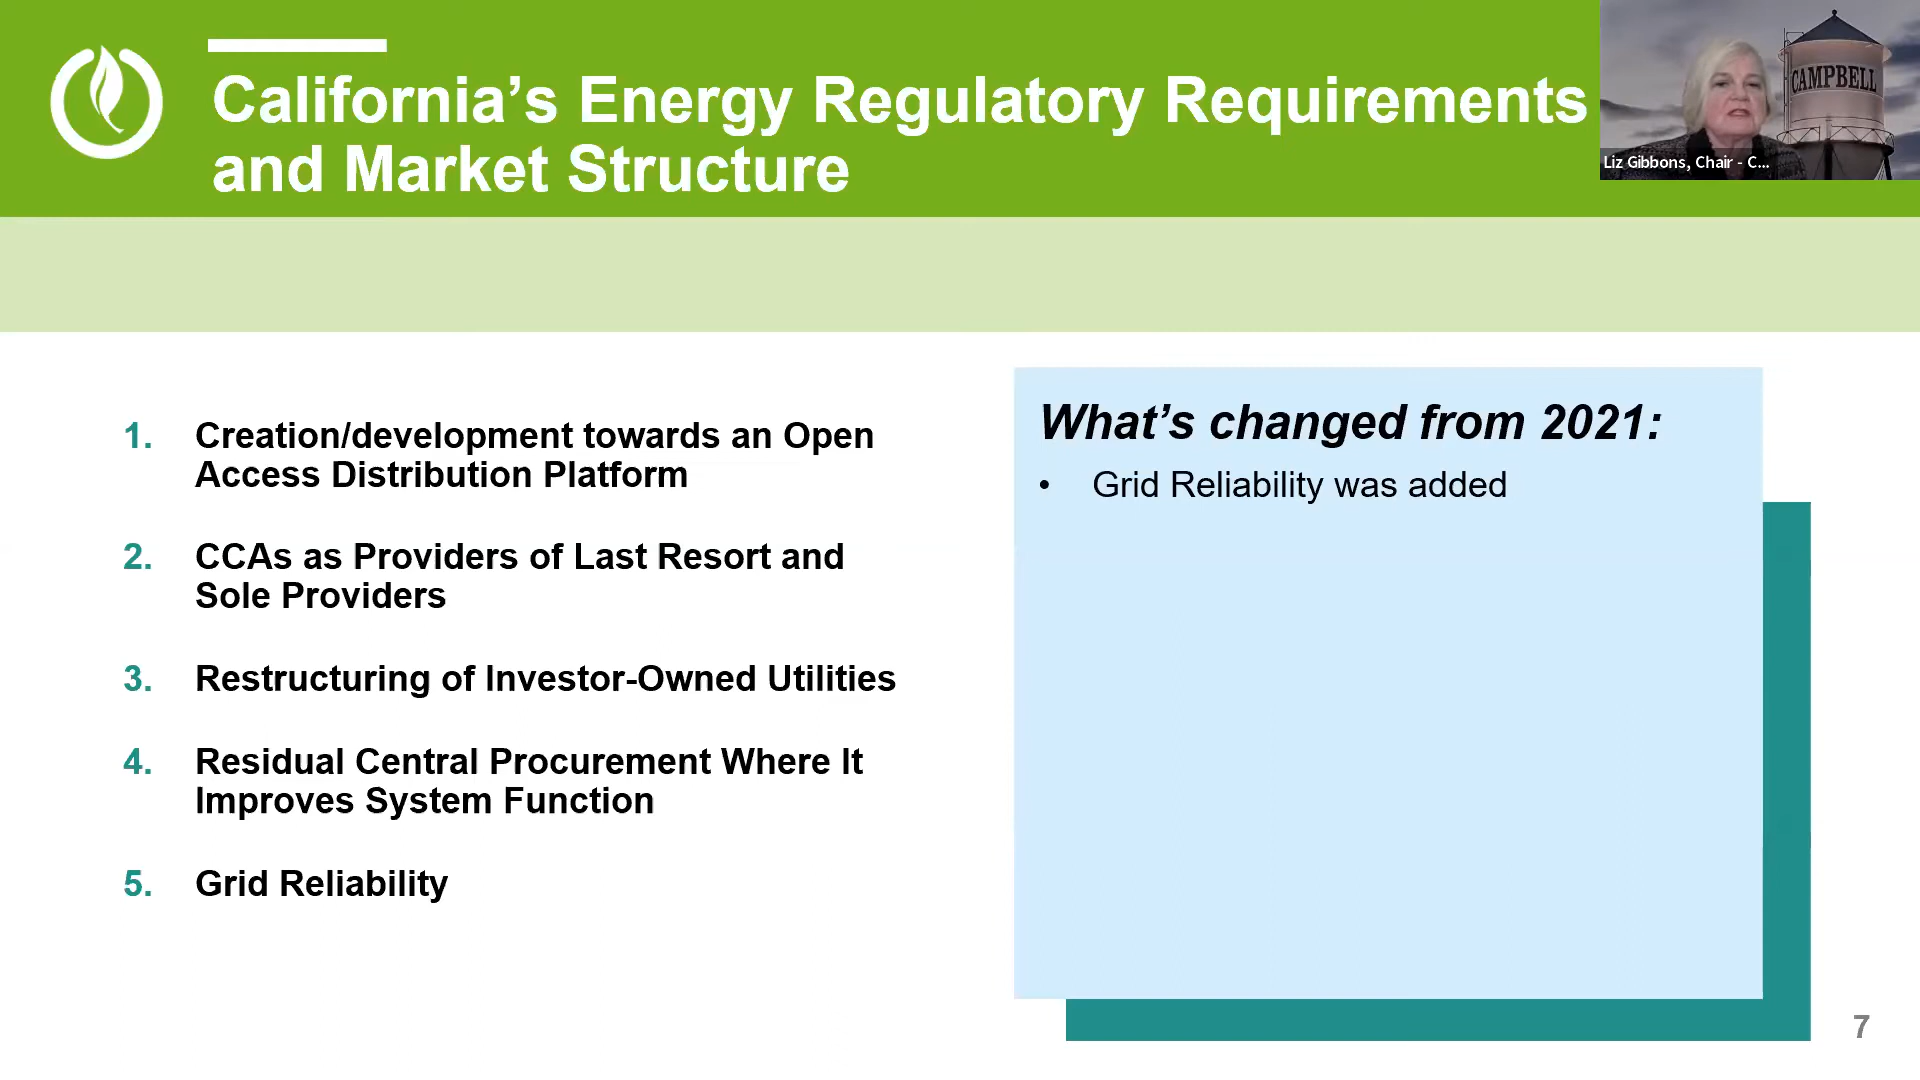 California’s Energy Regulatory Requirements
and Market Structure
CAMPBELL
Liz Gibbons, Chair - C...
1. Creation/development towards an Open
Access Distribution Platform
2. CCAs as Providers of Last Resort and
Sole Providers
3. Restructuring of Investor-Owned Utilities
4. Residual Central Procurement Where It
Improves System Function
5. Grid Reliability
What’s changed from 2021:
• Grid Reliability was added
7